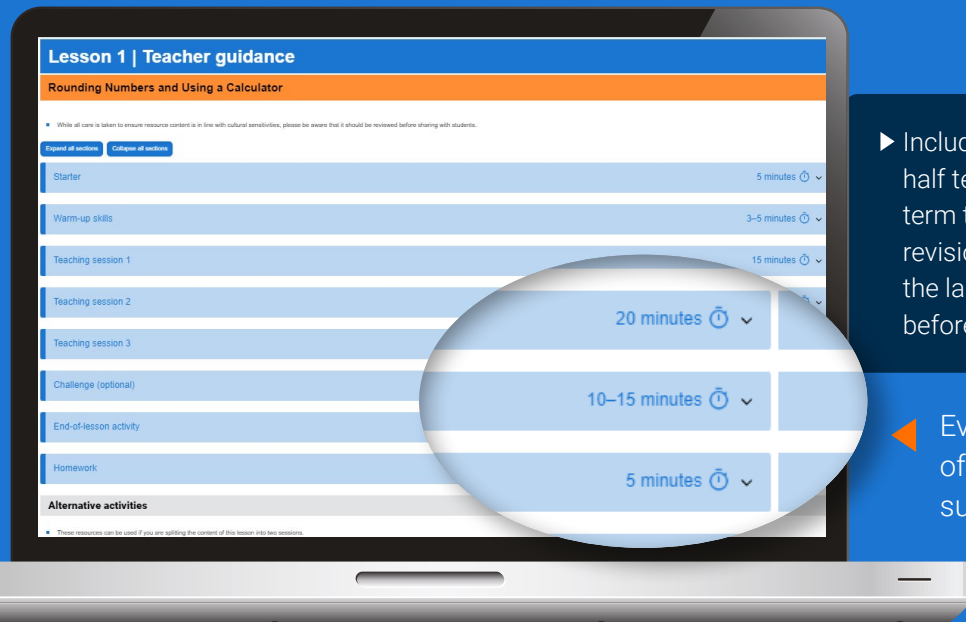 Lesson 1 | Teacher guidance
Rounding Numbers and Using a Calculator
While all care is taken to ensure resource content is in line with cultural sensitivities, please be aware that it should be reviewed before sharing with students.
Expand all sections Collapse all sections
Starter 5 minutes
Warm-up skills 3–5 minutes
Teaching session 1 15 minutes
Teaching session 2
20 minutes
Teaching session 3
Challenge (optional)
10–15 minutes
End-of-lesson activity
Homework
5 minutes
Alternative activities
These resources can be used if you are splitting the content of this lesson into two sessions.
half
term
the
before
of